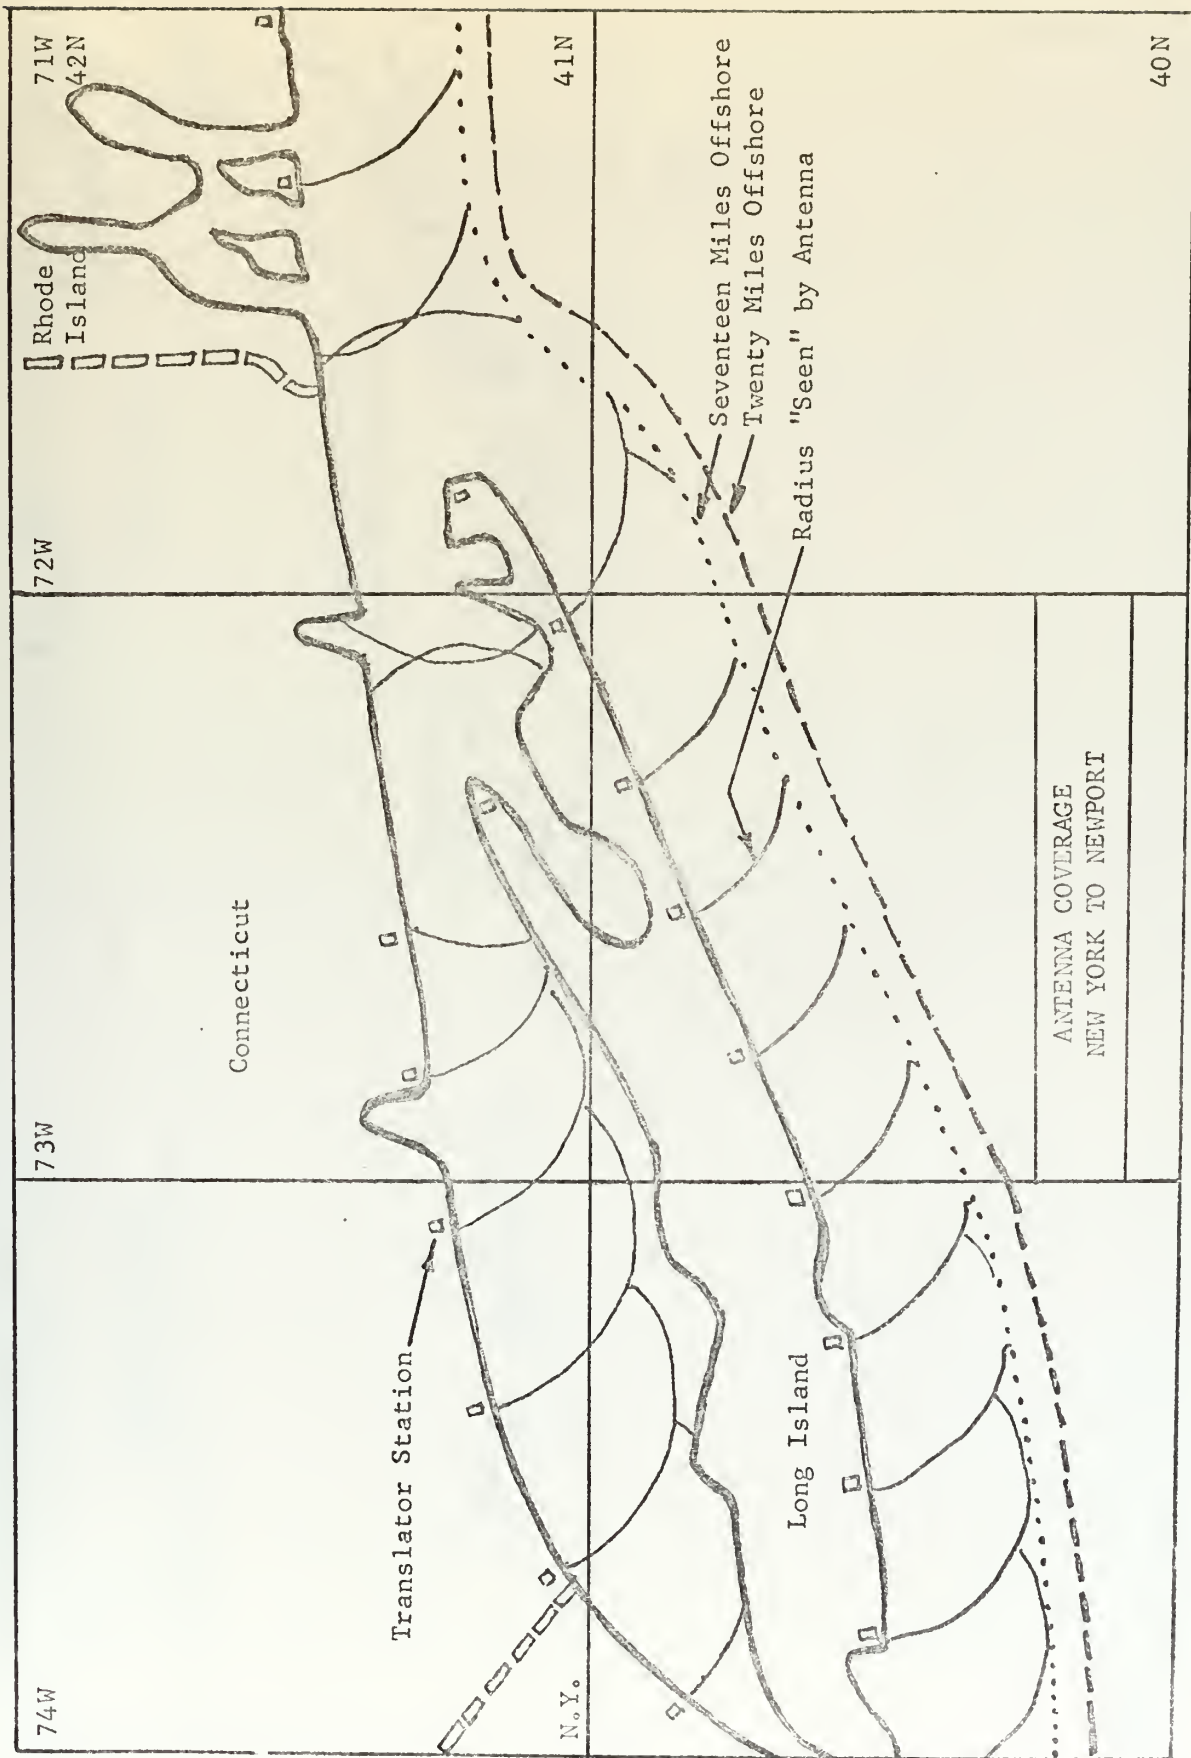 74W
73W
72W
71W
42N
Rhode
Island
Connecticut
Translator Station
N.Y.
41N
Long Island
Seventeen Miles Offshore
Twenty Miles Offshore
Radius "Seen" by Antenna
ANTENNA COVERAGE
NEW YORK TO NEWPORT
40N